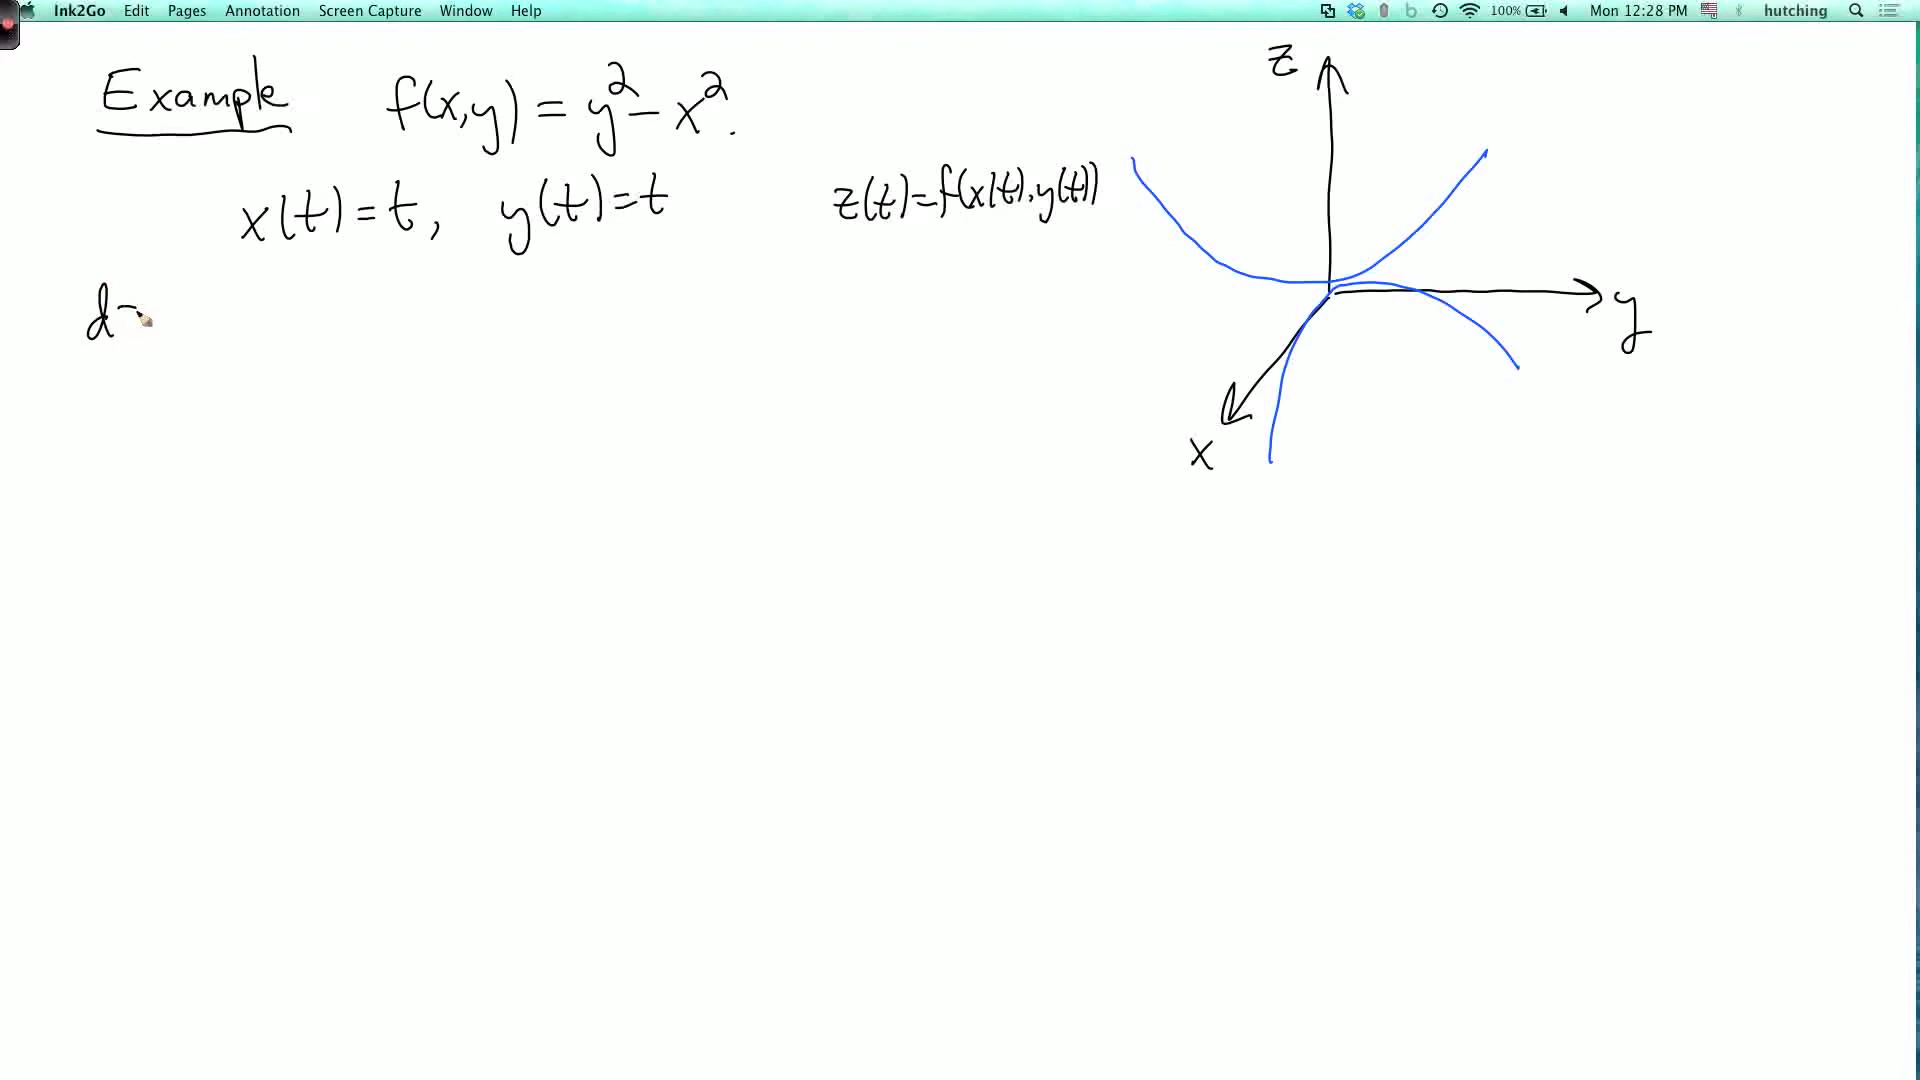 Ink2Go Edit Pages Annotation Screen Capture Window Help 100% Mon 12:28 PM hutching
Example f(x,y) = y² - x².
x(t) = t, y(t) = t z(t) = f(x(t), y(t))
d
z
y
x